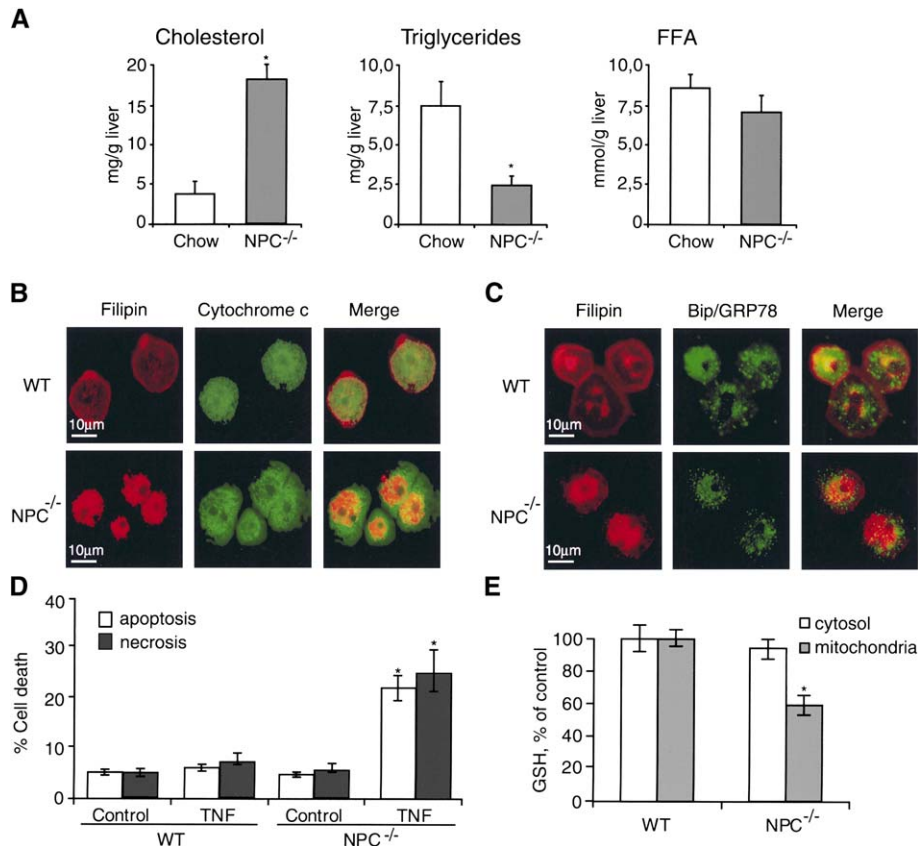 A
Cholesterol
20
15
10
5
0
mg/g liver
*
Chow NPC-/-
Triglycerides
10,0
7,5
5,0
2,5
0
mg/g liver
*
Chow NPC-/-
FFA
10,0
7,5
5,0
2,5
0
mmol/g liver
Chow NPC-/-
B
Filipin Cytochrome c Merge
WT
10µm
NPC-/-
10µm
C
Filipin Bip/GRP78 Merge
WT
10µm
NPC-/-
10µm
D
40
30
20
10
0
% Cell death
apoptosis
necrosis
* *
Control TNF Control TNF
WT NPC-/-
E
100
80
60
40
20
0
GSH, % of control
cytosol
mitochondria
*
WT NPC-/-